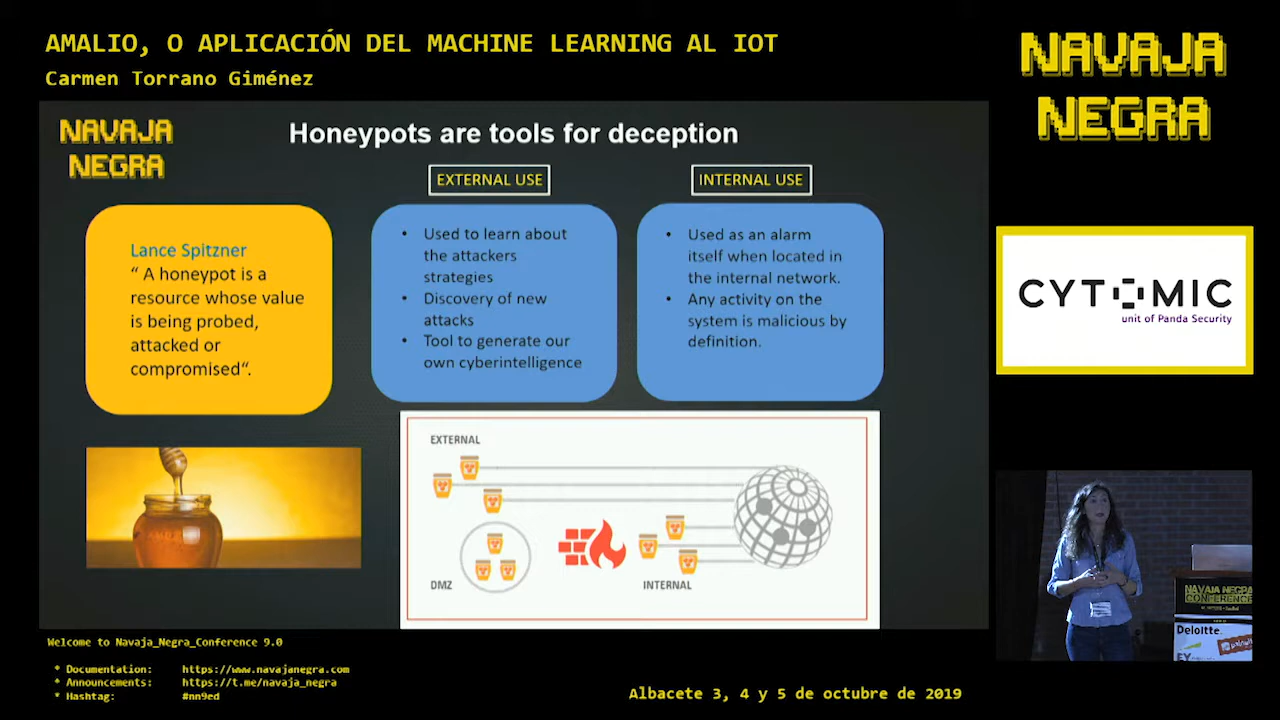 AMALIO, O APLICACIÓN DEL MACHINE LEARNING AL IOT
Carmen Torrano Giménez
NAVAJA
NEGRA
NAVAJA
NEGRA
Honeypots are tools for deception
EXTERNAL USE
INTERNAL USE
Lance Spitzner
“ A honeypot is a
resource whose value
is being probed,
attacked or
compromised“.
• Used to learn about
the attackers
strategies
• Discovery of new
attacks
• Tool to generate our
own cyberintelligence
• Used as an alarm
itself when located in
the internal network.
• Any activity on the
system is malicious by
definition.
EXTERNAL
DMZ
INTERNAL
CYTOMIC
unit of Panda Security
NAVAJA NEGRA
CONFERENCE
Deloitte.
EY
Welcome to Navaja_Negra_Conference 9.0
* Documentation: https://www.navajanegra.com
* Announcements: https://t.me/navaja_negra
* Hashtag: #nn9ed
Albacete 3, 4 y 5 de octubre de 2019